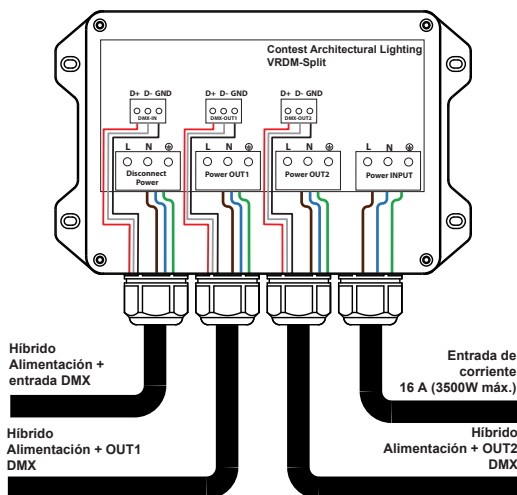 Contest Architectural Lighting
VRDM-Split
D+ D- GND
DMX-IN
D+ D- GND
DMX-OUT1
D+ D- GND
DMX-OUT2
L N
Disconnect
Power
L N
Power OUT1
L N
Power OUT2
L N
Power INPUT
Híbrido
Alimentación +
entrada DMX
Entrada de
corriente
16 A (3500W máx.)
Híbrido
Alimentación + OUT1
DMX
Híbrido
Alimentación + OUT2
DMX